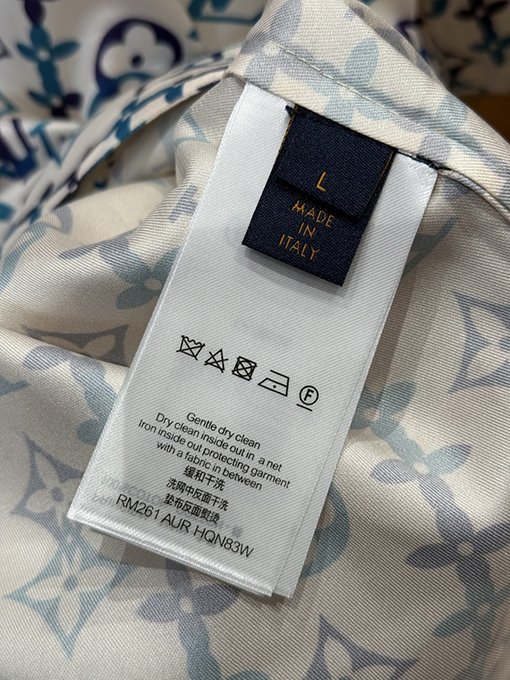 L
MADE
IN
ITALY
F
Gentle dry clean
Dry clean inside out in a net
Iron inside out protecting garment
with a fabric in between
缓和干洗
洗网中反面干洗
垫布反面熨烫
RM261 AUR HQN83W